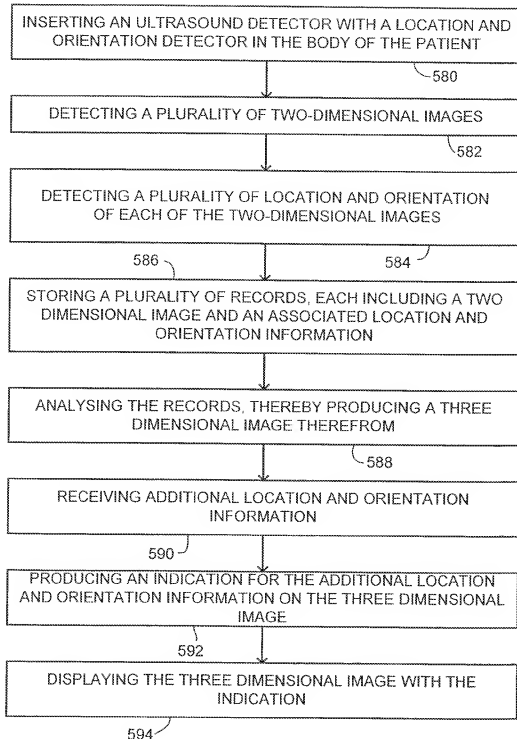 INSERTING AN ULTRASOUND DETECTOR WITH A LOCATION AND
ORIENTATION DETECTOR IN THE BODY OF THE PATIENT
580
DETECTING A PLURALITY OF TWO-DIMENSIONAL IMAGES
582
DETECTING A PLURALITY OF LOCATION AND ORIENTATION
OF EACH OF THE TWO-DIMENSIONAL IMAGES
584
586
STORING A PLURALITY OF RECORDS, EACH INCLUDING A TWO
DIMENSIONAL IMAGE AND AN ASSOCIATED LOCATION AND
ORIENTATION INFORMATION
ANALYSING THE RECORDS, THEREBY PRODUCING A THREE
DIMENSIONAL IMAGE THEREFROM
588
RECEIVING ADDITIONAL LOCATION AND ORIENTATION
INFORMATION
590
PRODUCING AN INDICATION FOR THE ADDITIONAL LOCATION
AND ORIENTATION INFORMATION ON THE THREE DIMENSIONAL
IMAGE
592
DISPLAYING THE THREE DIMENSIONAL IMAGE WITH THE
INDICATION
594